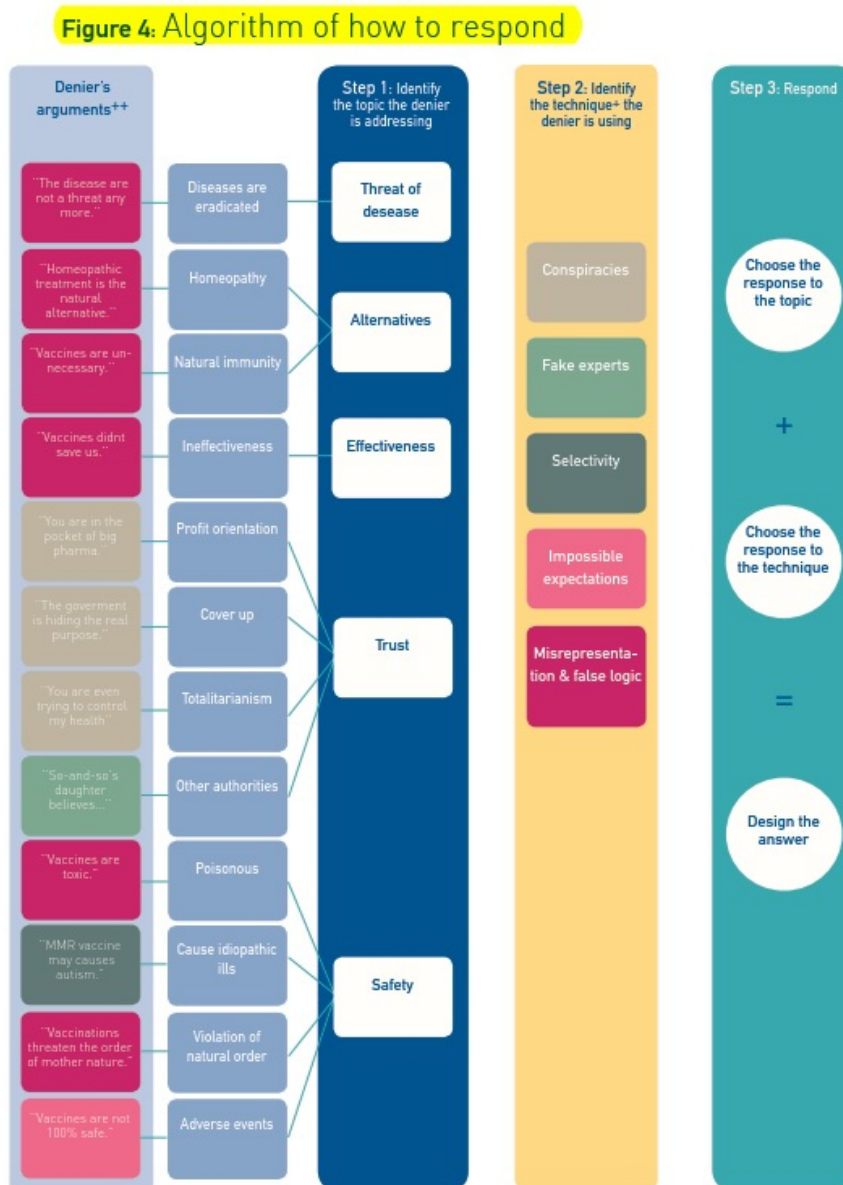 Figure 4: Algorithm of how to respond
Denier's
arguments++
"The disease are
not a threat any
more."
"Homeopathic
treatment is the
natural
alternative."
"Vaccines are un-
necessary."
"Vaccines didnt
save us."
"You are in the
pocket of big
pharma."
"The goverment
is hiding the real
purpose."
"You are even
trying to control
my health"
"So-and-so's
daughter
believes..."
"Vaccines are
toxic."
"MMR vaccine
may causes
autism."
"Vaccinations
threaten the order
of mother nature."
"Vaccines are not
100% safe."
Diseases are
eradicated
Homeopathy
Natural immunity
Ineffectiveness
Profit orientation
Cover up
Totalitarianism
Other authorities
Poisonous
Cause idiopathic
ills
Violation of
natural order
Adverse events
Step 1: Identify
the topic the denier
is addressing
Threat of
desease
Alternatives
Effectiveness
Trust
Safety
Step 2: Identify
the technique+ the
denier is using
Conspiracies
Fake experts
Selectivity
Impossible
expectations
Misrepresenta-
tion & false logic
Step 3: Respond
Choose the
response to
the topic
+
Choose the
response to
the technique
=
Design the
answer